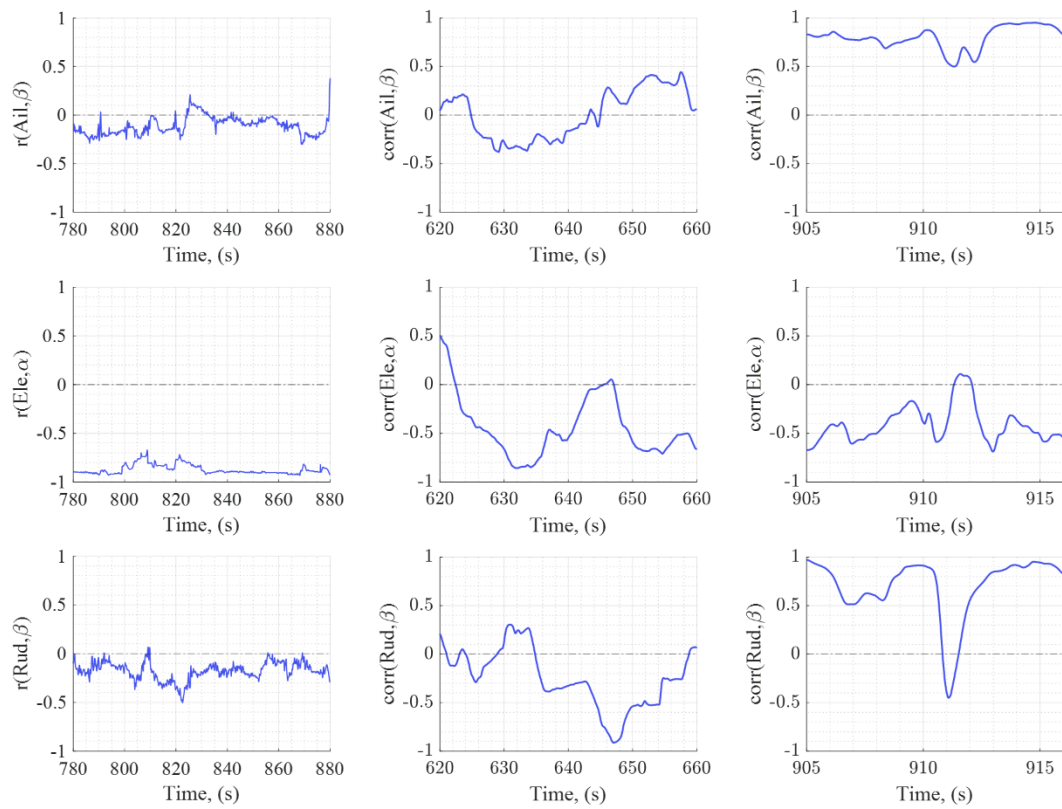 1 1 1
0.5 0.5 0.5
0 0 0
-0.5 -0.5 -0.5
-1 -1 -1
r(Ail,β) corr(Ail,β) corr(Ail,β)
780 800 820 840 860 880 620 630 640 650 660 905 910 915
Time, (s) Time, (s) Time, (s)
1 1 1
0.5 0.5 0.5
0 0 0
-0.5 -0.5 -0.5
-1 -1 -1
r(Ele,α) corr(Ele,α) corr(Ele,α)
780 800 820 840 860 880 620 630 640 650 660 905 910 915
Time, (s) Time, (s) Time, (s)
1 1 1
0.5 0.5 0.5
0 0 0
-0.5 -0.5 -0.5
-1 -1 -1
r(Rud,β) corr(Rud,β) corr(Rud,β)
780 800 820 840 860 880 620 630 640 650 660 905 910 915
Time, (s) Time, (s) Time, (s)